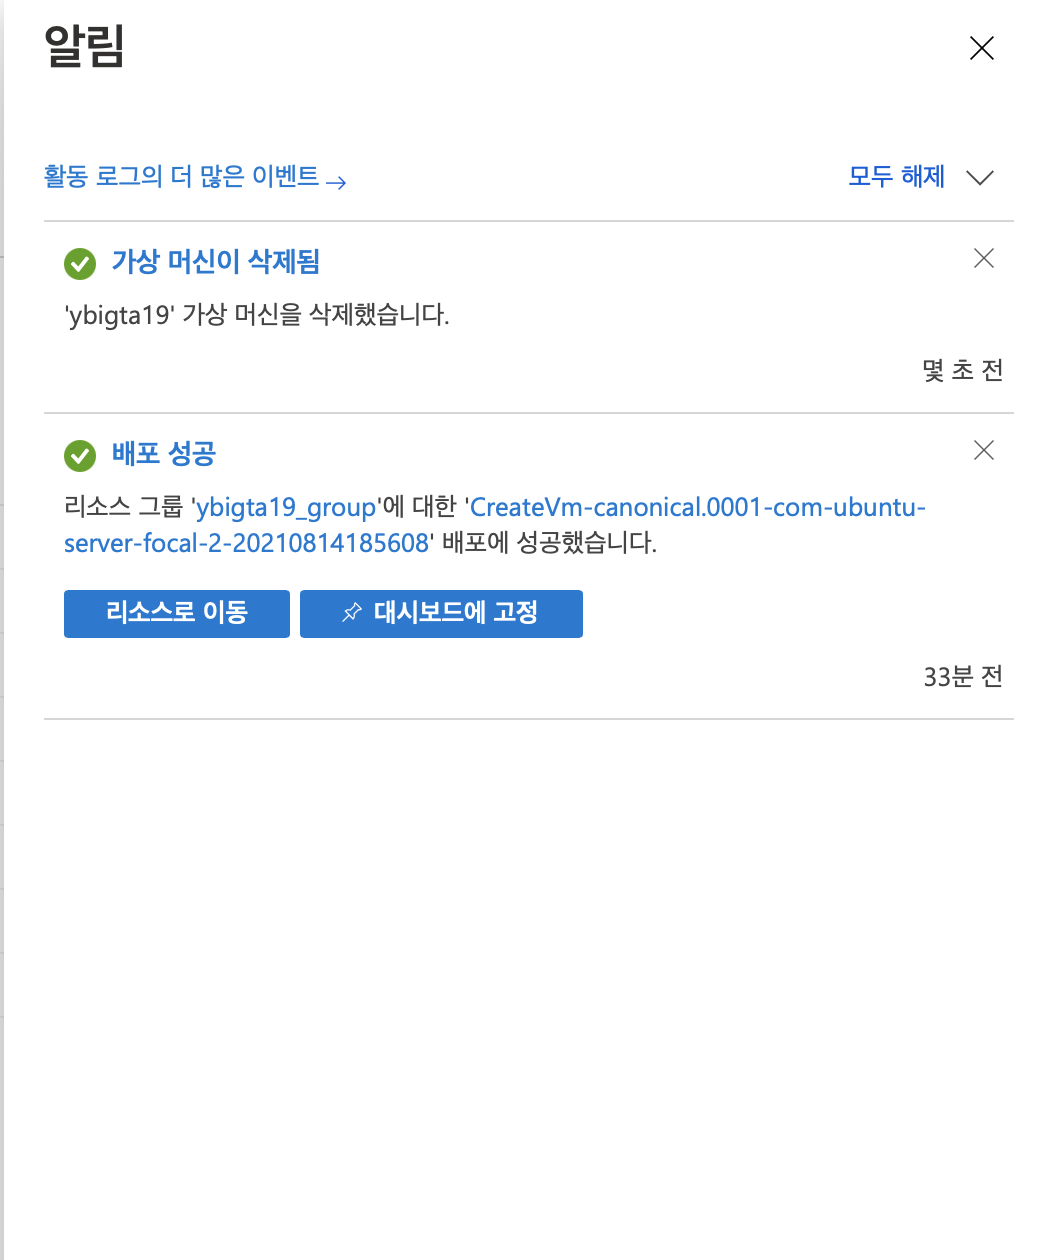 알림
활동 로그의 더 많은 이벤트 →
모두 해제
가상 머신이 삭제됨
'ybigta19' 가상 머신을 삭제했습니다.
몇 초 전
배포 성공
리소스 그룹 'ybigta19_group'에 대한 'CreateVm-canonical.0001-com-ubuntu-
server-focal-2-20210814185608' 배포에 성공했습니다.
리소스로 이동
대시보드에 고정
33분 전